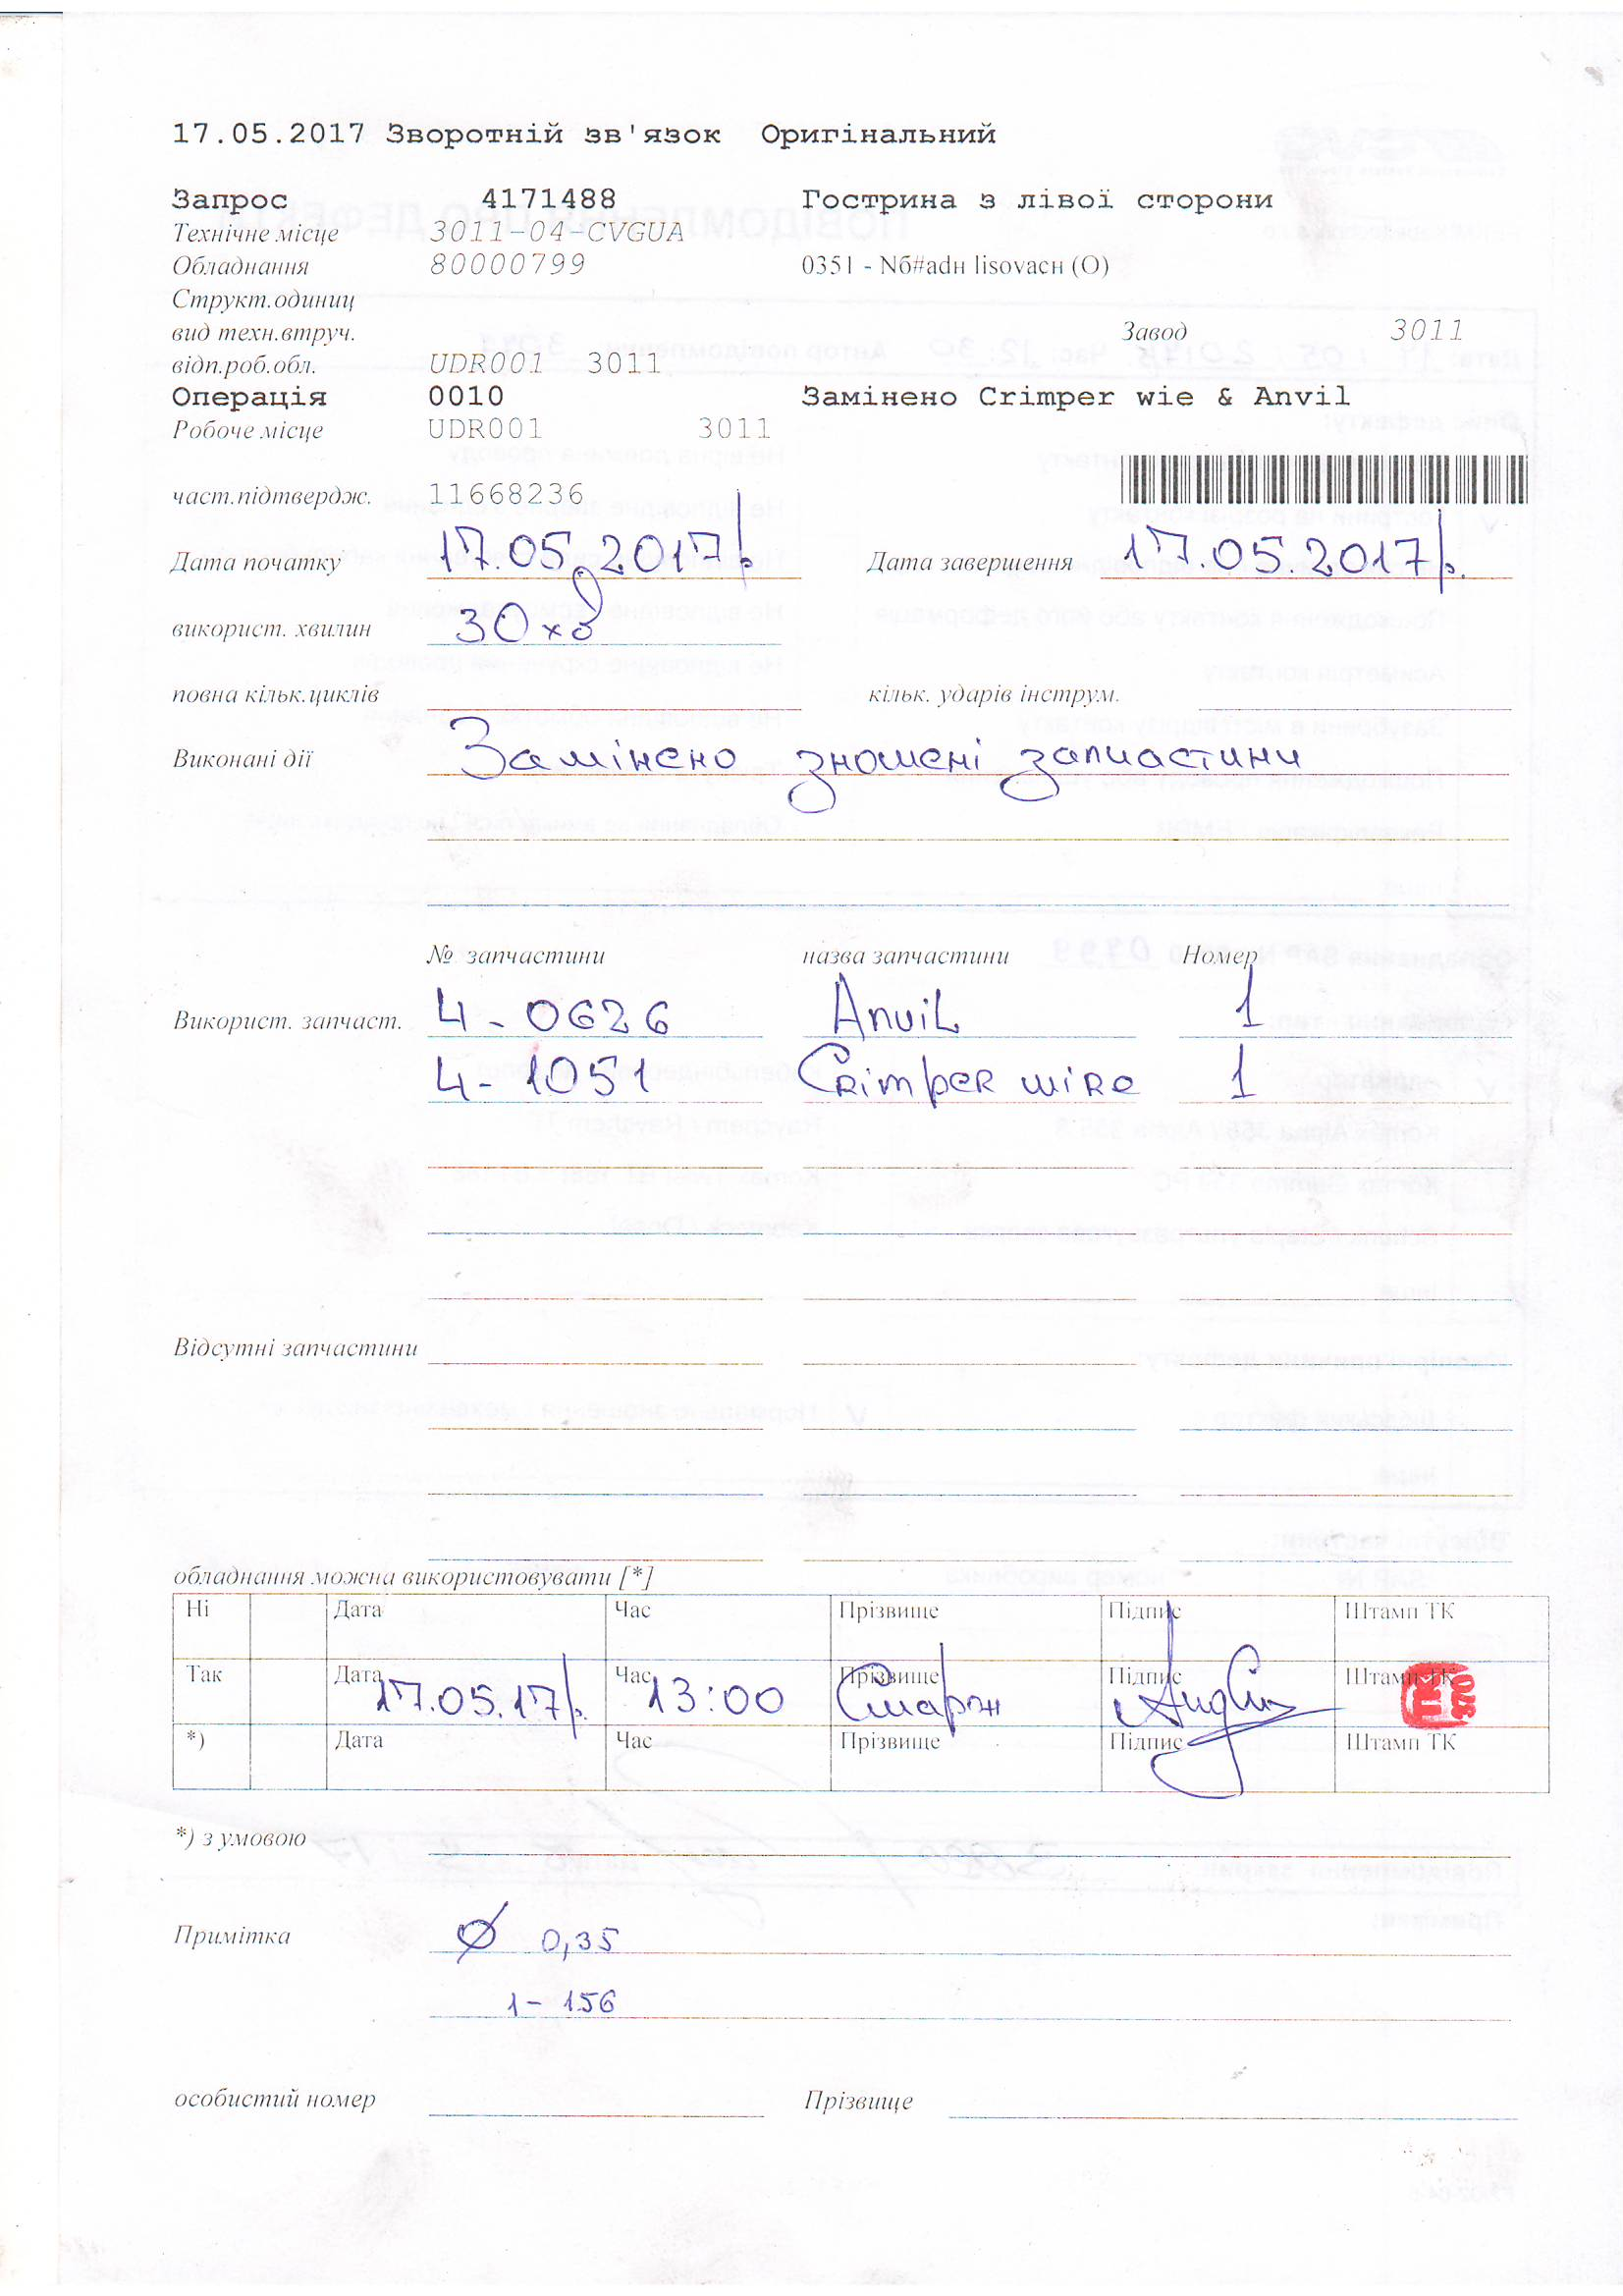 17.05.2017 Зворотній зв'язок Оригінальний
Запрос 4171488 Гострина з лівої сторони
Технічне місце 3011-04-CVGUA
Обладнання 80000799 0351 - Nб#adн lisovacн (O)
Структ.одиниц
вид техн.втруч. Завод 3011
відп.роб.обл. UDR001 3011
Операція 0010 Замінено Crimper wie & Anvil
Робоче місце UDR001 3011
част.підтвердж. 11668236
Дата початку 17.05.2017р. Дата завершення 17.05.2017р.
використ. хвилин 30 хв
повна кільк.циклів кільк. ударів інструм.
Виконані дії Замінено зношені запчастини
№ запчастини назва запчастини Номер
Використ. запчаст. 4-0626 Anvil 1
4-1051 Crimper wire 1
Відсутні запчастини
обладнання можна використовувати [*]
Ні Дата Час Прізвище Підпис Штамп ТК
Так Дата 17.05.17р. Час 13:00 Прізвище Підпис Штамп ТК
*) Дата Час Прізвище Підпис Штамп ТК
*) з умовою
Примітка Ø 0,35
1- 156
особистий номер Прізвище